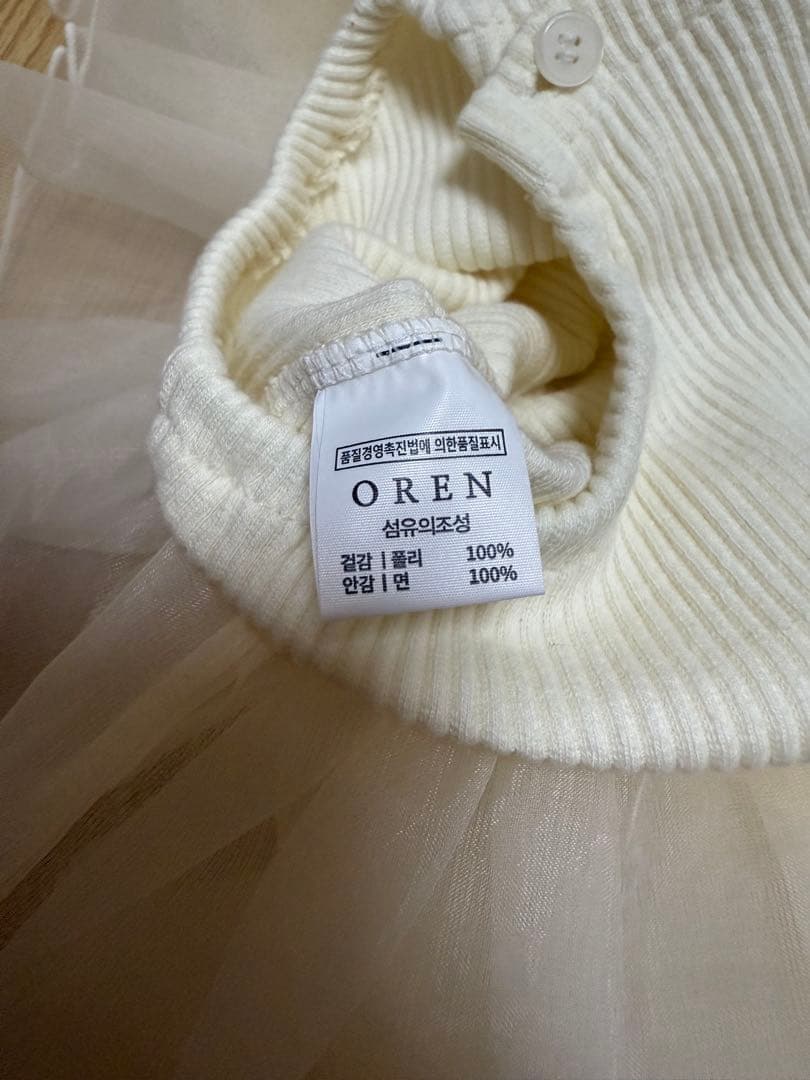 품질경영촉진법에 의한품질표시
OREN
섬유의조성
겉감 | 폴리 100%
안감 | 면 100%